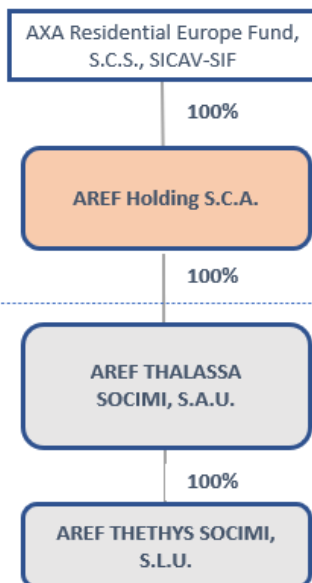 AXA Residential Europe Fund,
S.C.S., SICAV-SIF
100%
AREF Holding S.C.A.
100%
AREF THALASSA
SOCIMI, S.A.U.
100%
AREF THETHYS SOCIMI,
S.L.U.